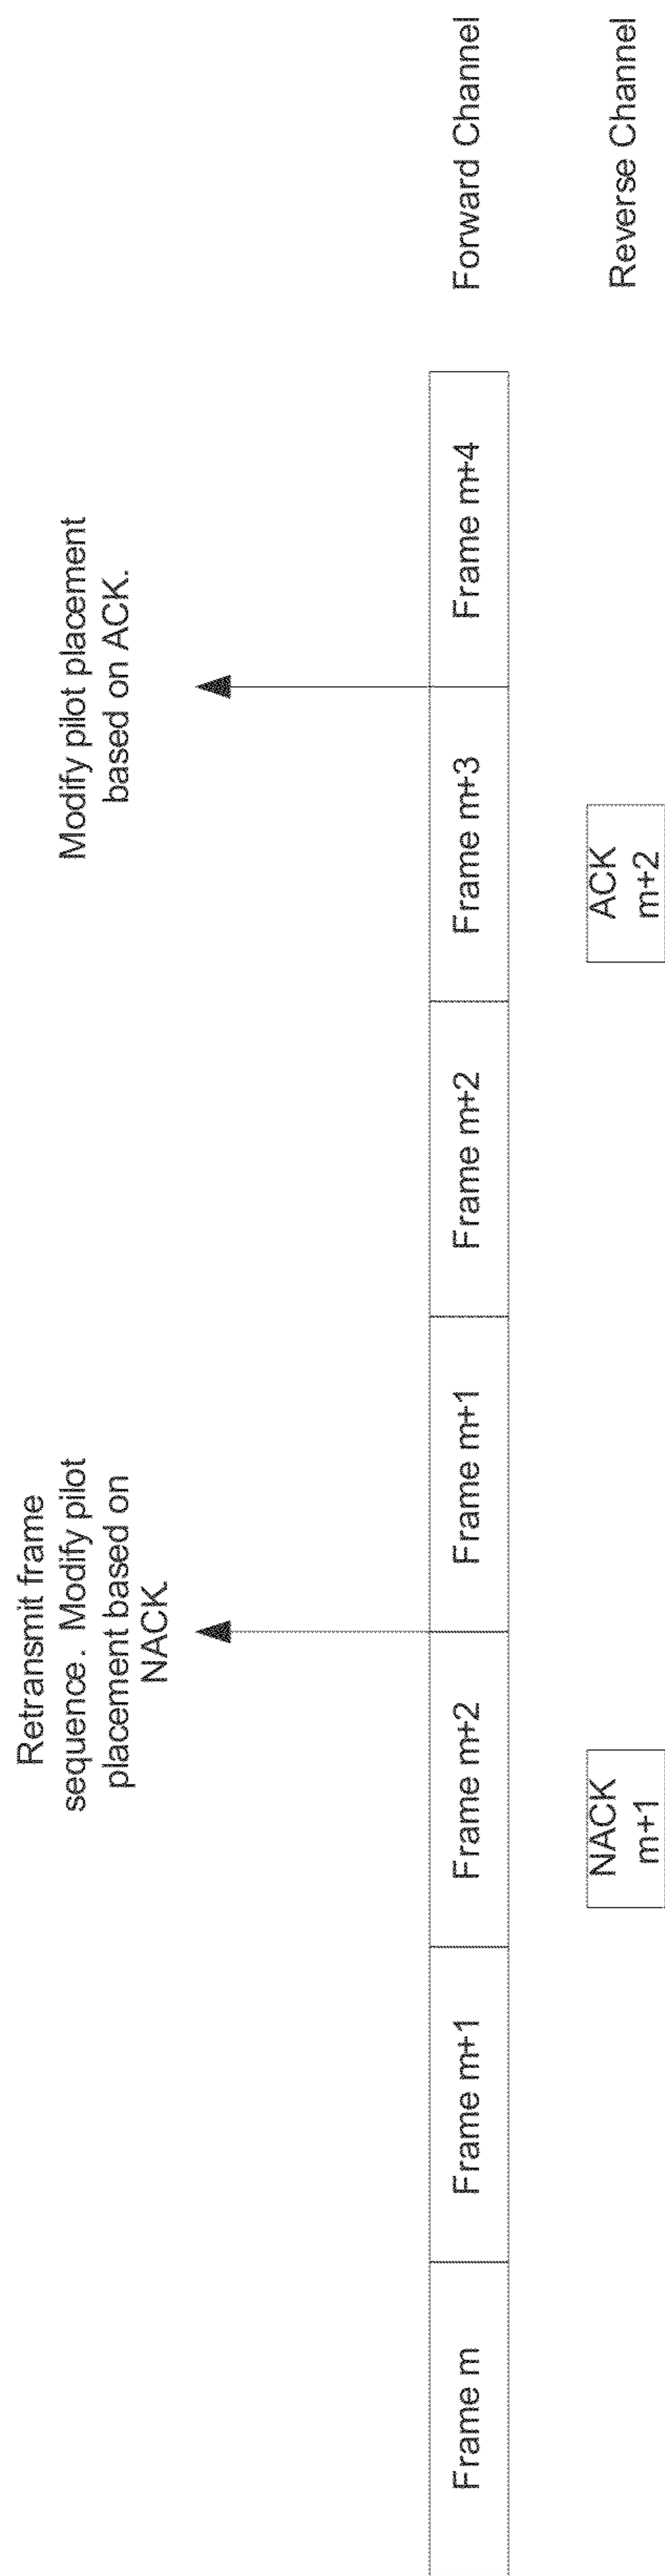 Retransmit frame
sequence. Modify pilot
placement based on
NACK.
Modify pilot placement
based on ACK.
Frame m
Frame m+1
Frame m+2
Frame m+1
Frame m+2
Frame m+3
Frame m+4
Forward Channel
NACK
m+1
ACK
m+2
Reverse Channel